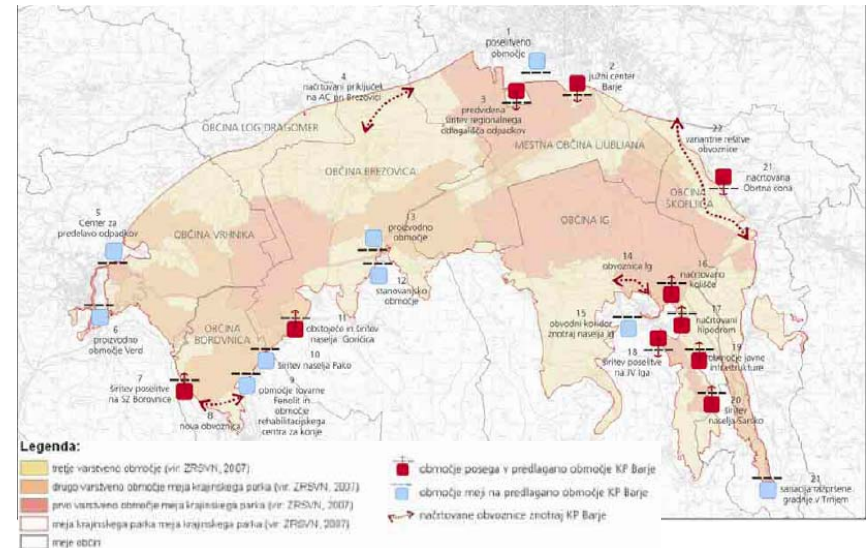 1
poselitveno
območje
2
južni center
Barje
4
načrtovani priključek
na AC pri Brezovici
3
predvidena
širitev regionalnega
odlagališča odpadkov
OBČINA LOG DRAGOMER
MESTNA OBČINA LJUBLJANA
22
variantne rešitve
obvoznice
21
načrtovana
Obrtna cona
OBČINA BREZOVICA
OBČINA
ŠKOFLJICA
5
Center za
predelavo odpadkov
OBČINA VRHNIKA
13
proizvodno
območje
OBČINA IG
12
stanovanjsko
območje
14
obvoznica Ig
16
načrtovano
kolišče
6
proizvodno
območje Verd
OBČINA
BOROVNICA
11
obstoječe in širitev
naselja Goričica
15
obvodni koridor
znotraj naselja Ig
17
načrtovani
hipodrom
10
širitev naselja Pako
18
širitev poselitve
na JV Iga
19
območje javne
infrastrukture
7
širitev poselitve
na SZ Borovnice
9
območje tovarne
Fenolit in
območje
rehabilitacijskega
centra za konje
8
nova obvoznica
20
širitev
naselja Sarsko
21
sanacija razpršene
gradnje v Trnjem
Legenda:
tretje varstveno območje (vir: ZRSVN, 2007)
drugo varstveno območje meja krajinskega parka (vir: ZRSVN, 2007)
prvo varstveno območje meja krajinskega parka (vir: ZRSVN, 2007)
meja krajinskega parka meja krajinskega parka (vir: ZRSVN, 2007)
meje občin
območje posega v predlagano območje KP Barje
območje meji na predlagano območje KP Barje
načrtovane obvoznice znotraj KP Barje